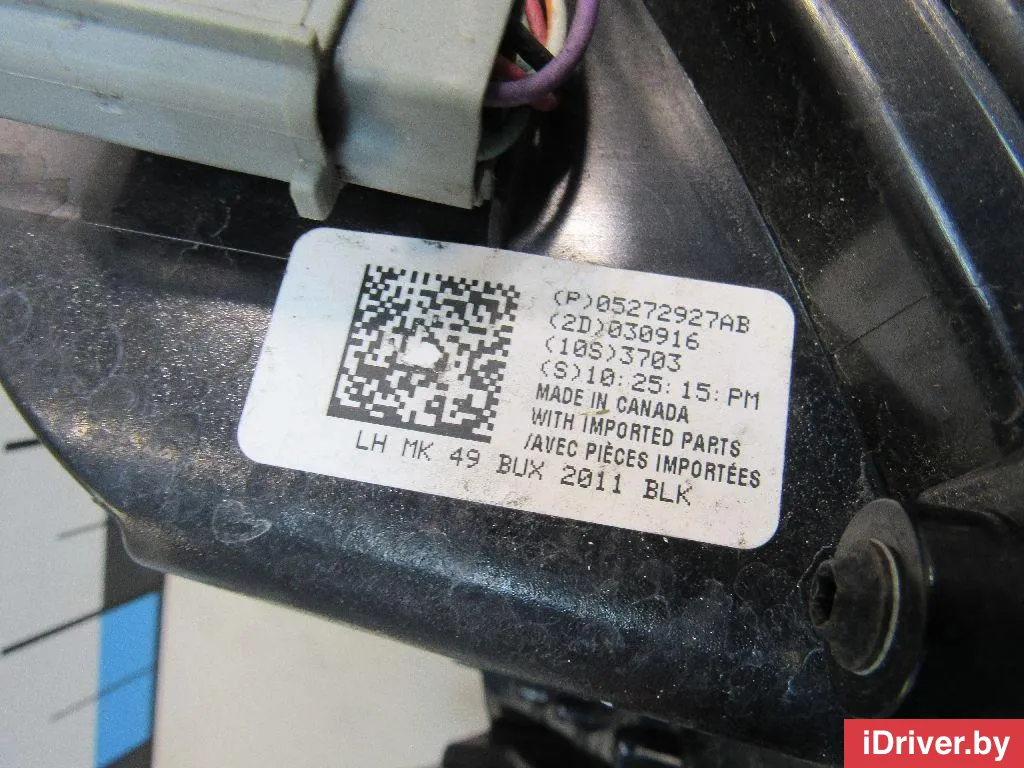 (P)05272927AB
(2D)030916
(10S)3703
(S)10:25:15:PM
MADE IN CANADA
WITH IMPORTED PARTS
/AVEC PIÈCES IMPORTÉES
LH MK 49 BUX 2011 BLK
iDriver.by